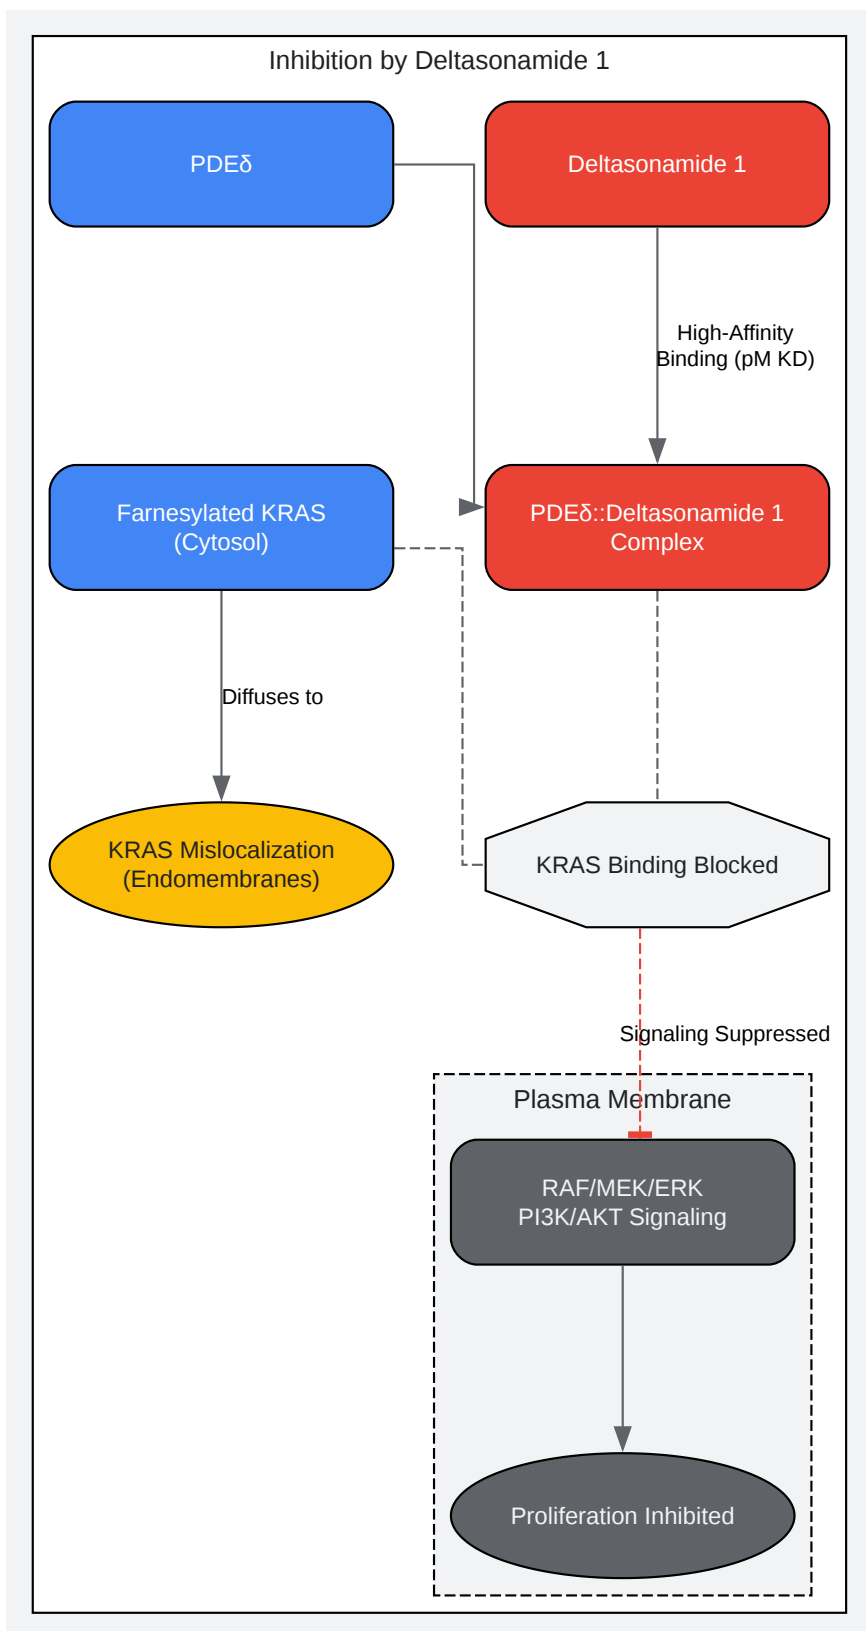 Inhibition by Deltasonamide 1
PDEδ
Deltasonamide 1
High-Affinity
Binding (pM KD)
Farnesylated KRAS
(Cytosol)
PDEδ::Deltasonamide 1
Complex
Diffuses to
KRAS Mislocalization
(Endomembranes)
KRAS Binding Blocked
Signaling Suppressed
Plasma Membrane
RAF/MEK/ERK
PI3K/AKT Signaling
Proliferation Inhibited